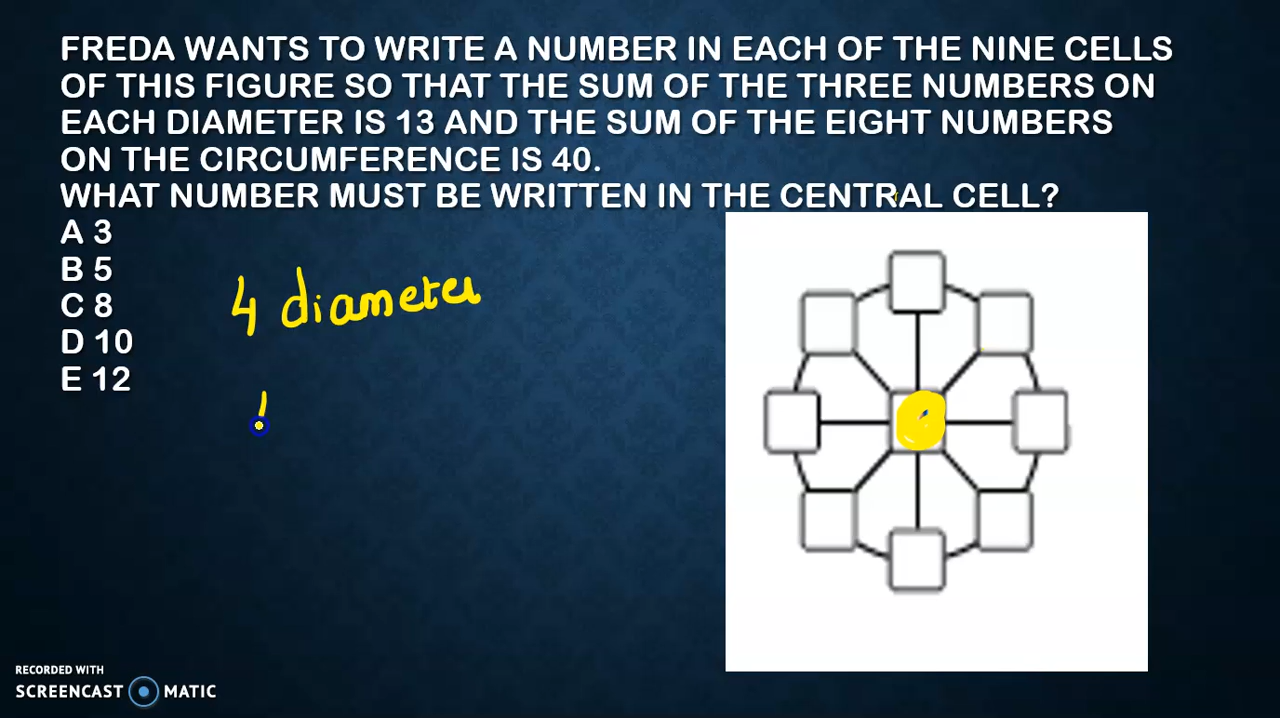 FREDA WANTS TO WRITE A NUMBER IN EACH OF THE NINE CELLS
OF THIS FIGURE SO THAT THE SUM OF THE THREE NUMBERS ON
EACH DIAMETER IS 13 AND THE SUM OF THE EIGHT NUMBERS
ON THE CIRCUMFERENCE IS 40.
WHAT NUMBER MUST BE WRITTEN IN THE CENTRAL CELL?
A 3
B 5
C 8
D 10
E 12
4 diameter
RECORDED WITH
SCREENCAST MATIC